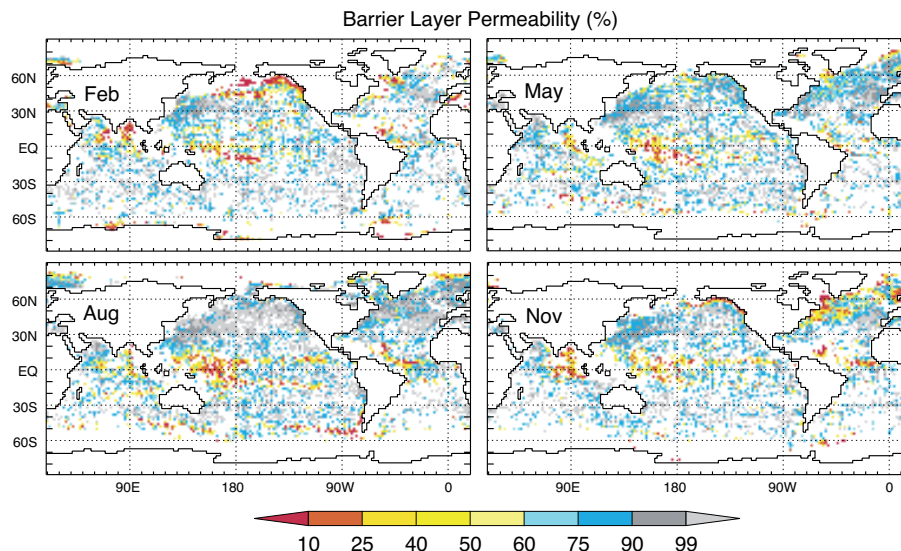 Barrier Layer Permeability (%)
60N
30N
EQ
30S
60S
Feb
May
60N
30N
EQ
30S
60S
Aug
Nov
90E 180 90W 0 90E 180 90W 0
10 25 40 50 60 75 90 99